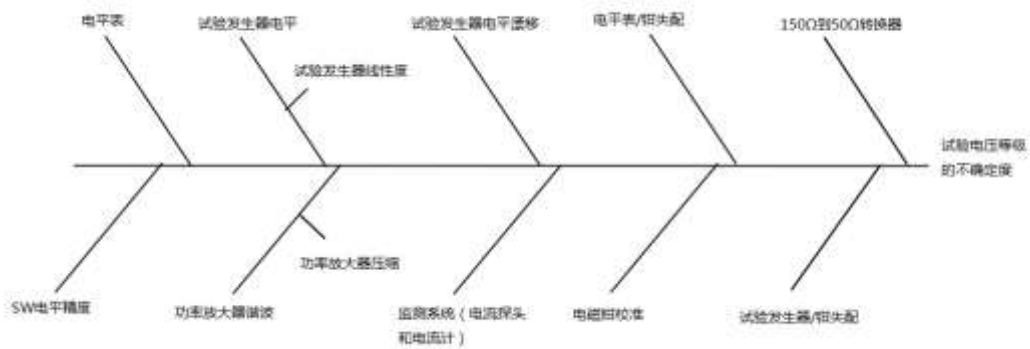 电平表
试验发生器电平
试验发生器电平漂移
电平表/钳失配
150Ω到50Ω转换器
试验发生器线性度
试验电压等级
的不确定度
功率放大器压缩
SW电平精度
功率放大器谐波
监测系统（电流探头
和电流计）
电磁钳校准
试验发生器/钳失配